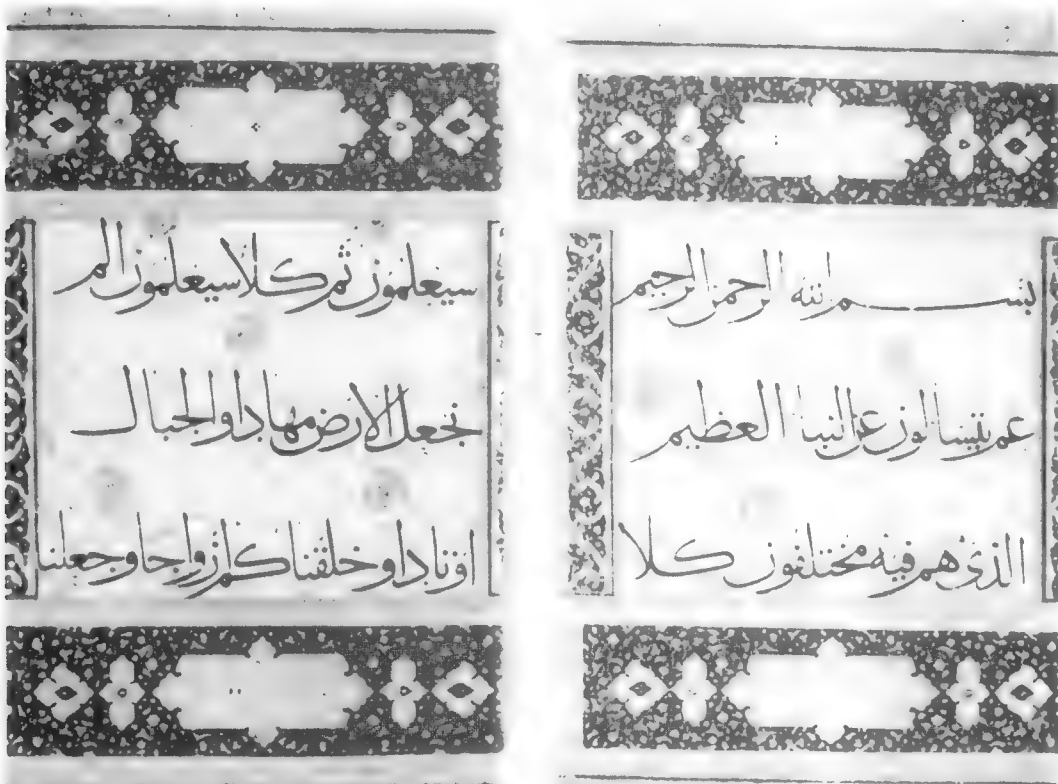 بسم الله الرحمن الرحيم
عم يتسالون عن النبا العظيم
الذي هم فيه مختلفون كلا
سيعلمون ثم كلا سيعلمون الم
نجعل الارض مهادا والجبال
اوتادا وخلقناكم ازواجا وجعلنا